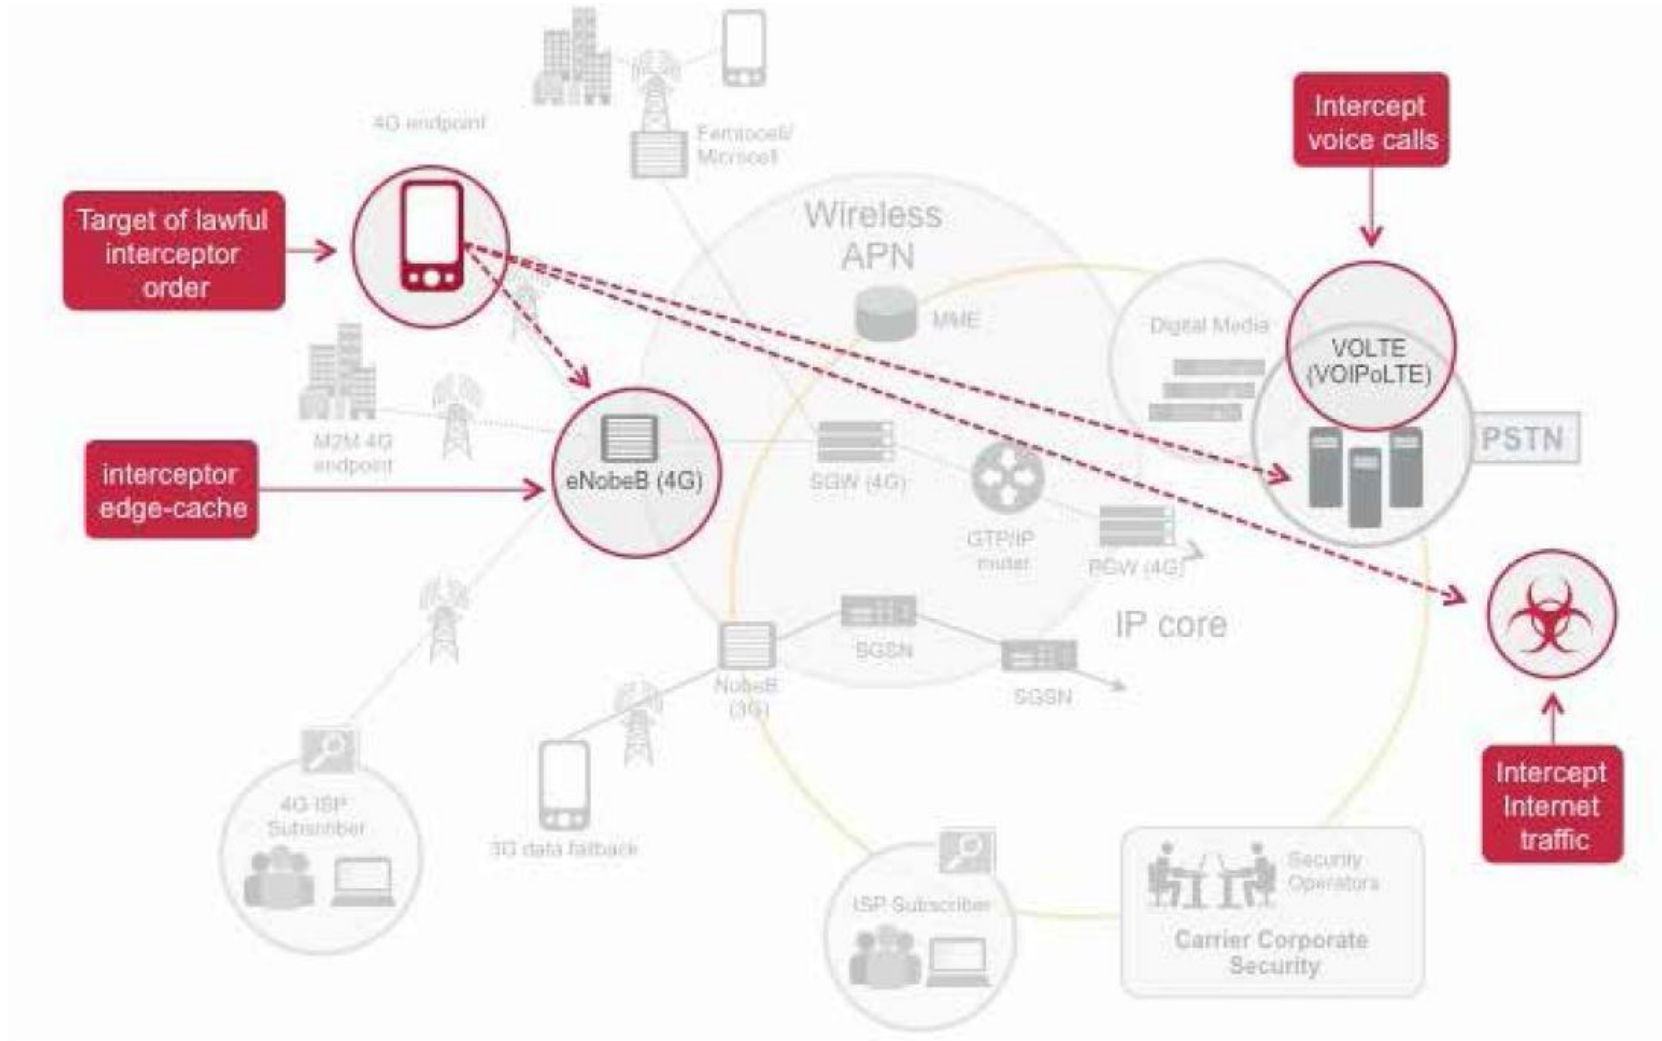 4G endpoint
Femtocell/
Microcell
Intercept
voice calls
Target of lawful
interceptor
order
Wireless
APN
MME
Digital Media
VOLTE
(VOIPoLTE)
PSTN
M2M 4G
endpoint
interceptor
edge-cache
eNobeB (4G)
SGW (4G)
GTP/IP
router
PGW (4G)
IP core
SGSN
SGSN
NobeB
(3G)
Intercept
Internet
traffic
4G ISP
Subscriber
3G data fallback
ISP Subscriber
Security
Operators
Carrier Corporate
Security